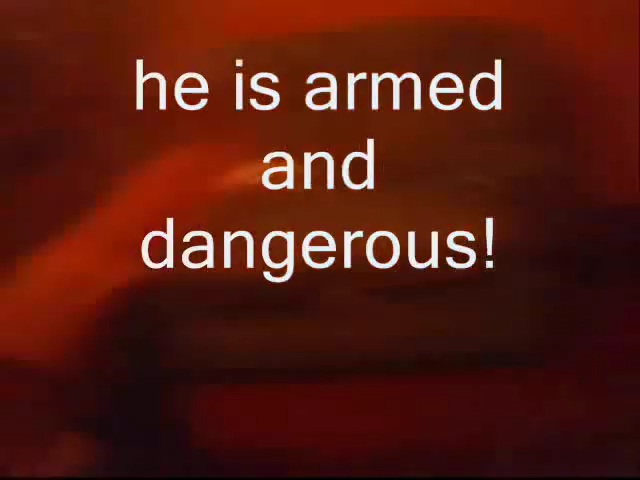 he is armed
and
dangerous!